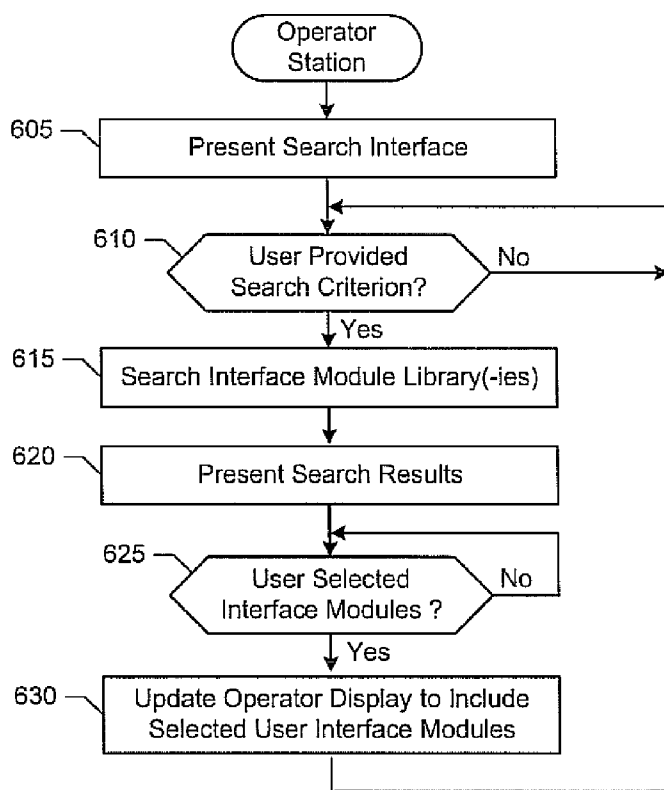 Operator
Station
605
Present Search Interface
610
User Provided
Search Criterion?
No
Yes
615
Search Interface Module Library(-ies)
620
Present Search Results
625
User Selected
Interface Modules ?
No
Yes
630
Update Operator Display to Include
Selected User Interface Modules